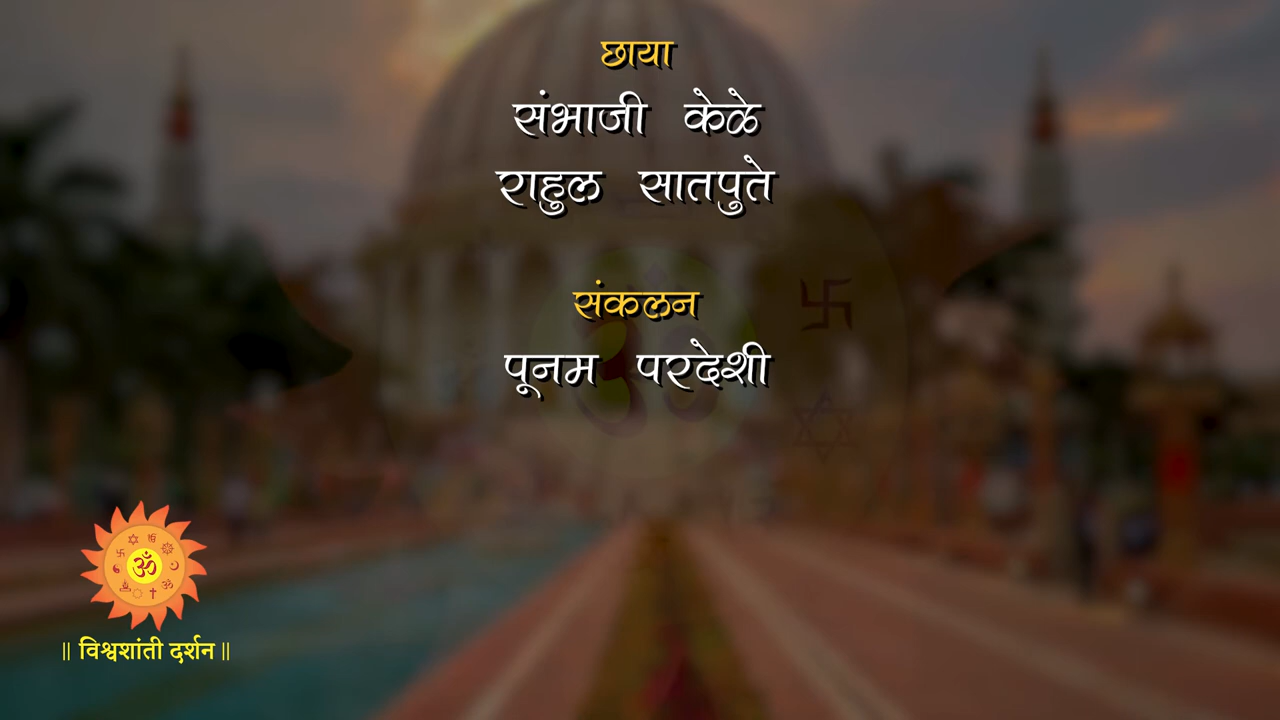 छाया
संभाजी केळे
राहुल सातपुते
संकलन
पूनम परदेशी
॥ विश्वशांती दर्शन ॥